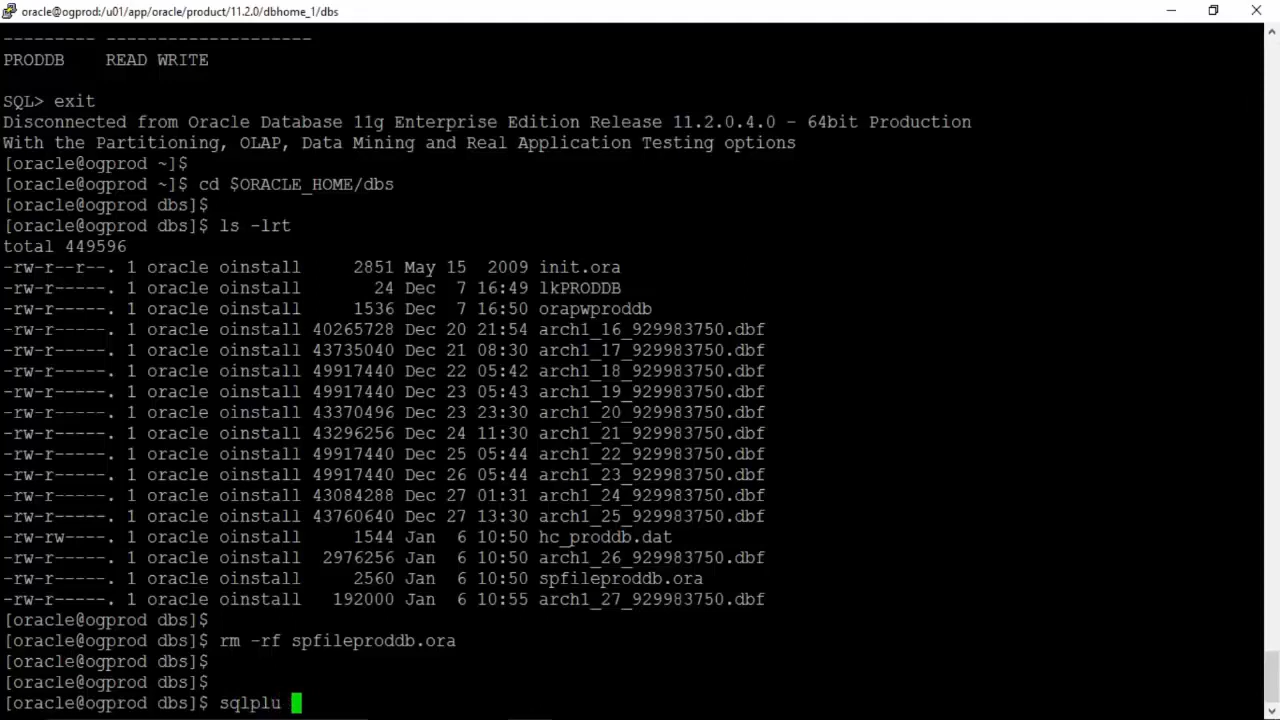 oracle@ogprod:/u01/app/oracle/product/11.2.0/dbhome_1/dbs
--------- --------------------
PRODDB    READ WRITE
SQL> exit
Disconnected from Oracle Database 11g Enterprise Edition Release 11.2.0.4.0 - 64bit Production
With the Partitioning, OLAP, Data Mining and Real Application Testing options
[oracle@ogprod ~]$
[oracle@ogprod ~]$ cd $ORACLE_HOME/dbs
[oracle@ogprod dbs]$
[oracle@ogprod dbs]$ ls -lrt
total 449596
-rw-r--r--. 1 oracle oinstall     2851 May 15  2009 init.ora
-rw-r-----. 1 oracle oinstall       24 Dec  7 16:49 lkPRODDB
-rw-r-----. 1 oracle oinstall     1536 Dec  7 16:50 orapwproddb
-rw-r-----. 1 oracle oinstall 40265728 Dec 20 21:54 arch1_16_929983750.dbf
-rw-r-----. 1 oracle oinstall 43735040 Dec 21 08:30 arch1_17_929983750.dbf
-rw-r-----. 1 oracle oinstall 49917440 Dec 22 05:42 arch1_18_929983750.dbf
-rw-r-----. 1 oracle oinstall 49917440 Dec 23 05:43 arch1_19_929983750.dbf
-rw-r-----. 1 oracle oinstall 43370496 Dec 23 23:30 arch1_20_929983750.dbf
-rw-r-----. 1 oracle oinstall 43296256 Dec 24 11:30 arch1_21_929983750.dbf
-rw-r-----. 1 oracle oinstall 49917440 Dec 25 05:44 arch1_22_929983750.dbf
-rw-r-----. 1 oracle oinstall 49917440 Dec 26 05:44 arch1_23_929983750.dbf
-rw-r-----. 1 oracle oinstall 43084288 Dec 27 01:31 arch1_24_929983750.dbf
-rw-r-----. 1 oracle oinstall 43760640 Dec 27 13:30 arch1_25_929983750.dbf
-rw-rw----. 1 oracle oinstall     1544 Jan  6 10:50 hc_proddb.dat
-rw-r-----. 1 oracle oinstall  2976256 Jan  6 10:50 arch1_26_929983750.dbf
-rw-r-----. 1 oracle oinstall     2560 Jan  6 10:50 spfileproddb.ora
-rw-r-----. 1 oracle oinstall   192000 Jan  6 10:55 arch1_27_929983750.dbf
[oracle@ogprod dbs]$
[oracle@ogprod dbs]$ rm -rf spfileproddb.ora
[oracle@ogprod dbs]$
[oracle@ogprod dbs]$
[oracle@ogprod dbs]$ sqlplu